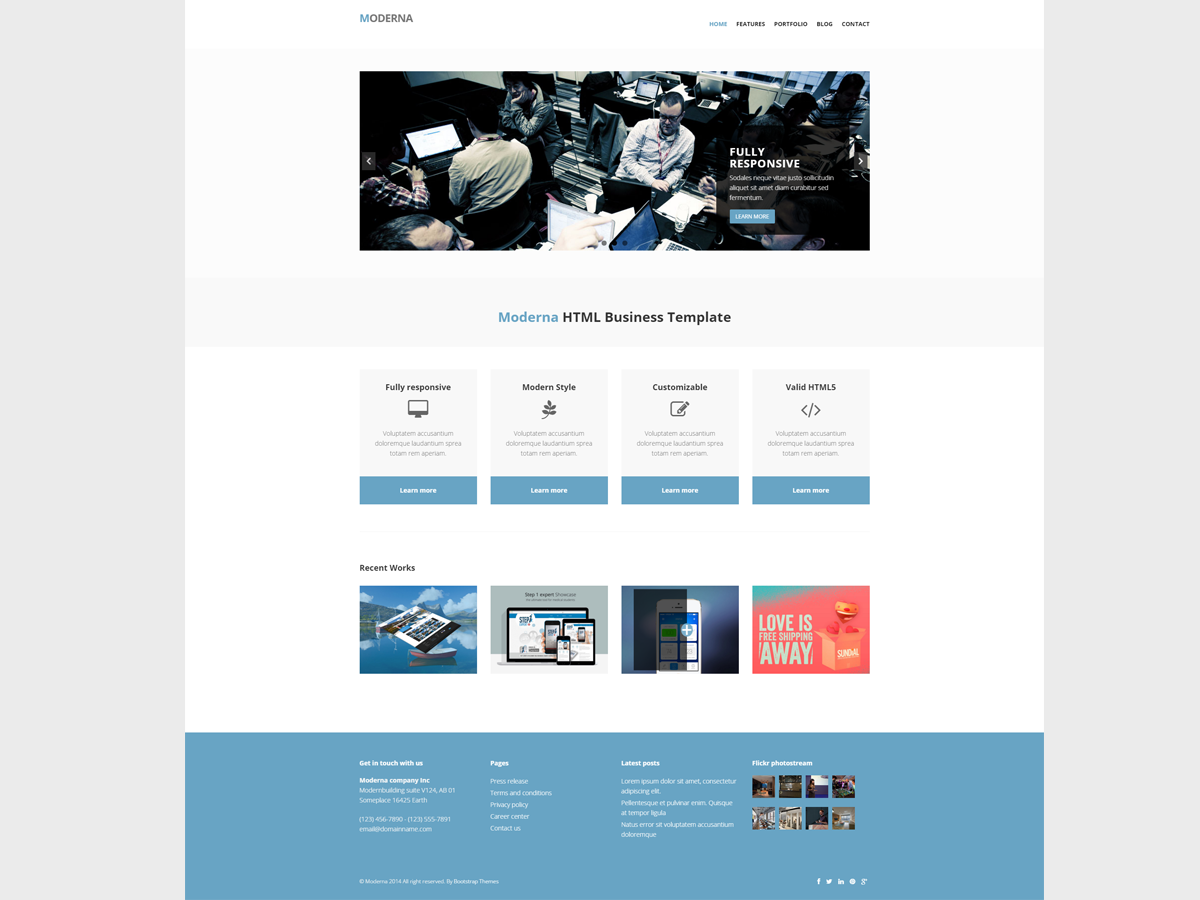 MODERNA
HOME FEATURES PORTFOLIO BLOG CONTACT
FULLY
RESPONSIVE
Sodales neque vitae justo sollicitudin
aliquet sit amet diam curabitur sed
fermentum.
LEARN MORE
Moderna HTML Business Template
Fully responsive
Voluptatem accusantium
doloremque laudantium sprea
totam rem aperiam.
Learn more
Modern Style
Voluptatem accusantium
doloremque laudantium sprea
totam rem aperiam.
Learn more
Customizable
Voluptatem accusantium
doloremque laudantium sprea
totam rem aperiam.
Learn more
Valid HTML5
Voluptatem accusantium
doloremque laudantium sprea
totam rem aperiam.
Learn more
Recent Works
Step 1 expert Showcase
STEP
LOVE IS
FREE SHIPPING
AWAY
SUNDIAL
Get in touch with us
Moderna company Inc
Modernbuilding suite V124, AB 01
Someplace 16425 Earth
(123) 456-7890 - (123) 555-7891
email@domainname.com
Pages
Press release
Terms and conditions
Privacy policy
Career center
Contact us
Latest posts
Lorem ipsum dolor sit amet, consectetur
adipiscing elit.
Pellentesque et pulvinar enim. Quisque
at tempor ligula
Natus error sit voluptatem accusantium
doloremque
Flickr photostream
© Moderna 2014 All right reserved. By Bootstrap Themes